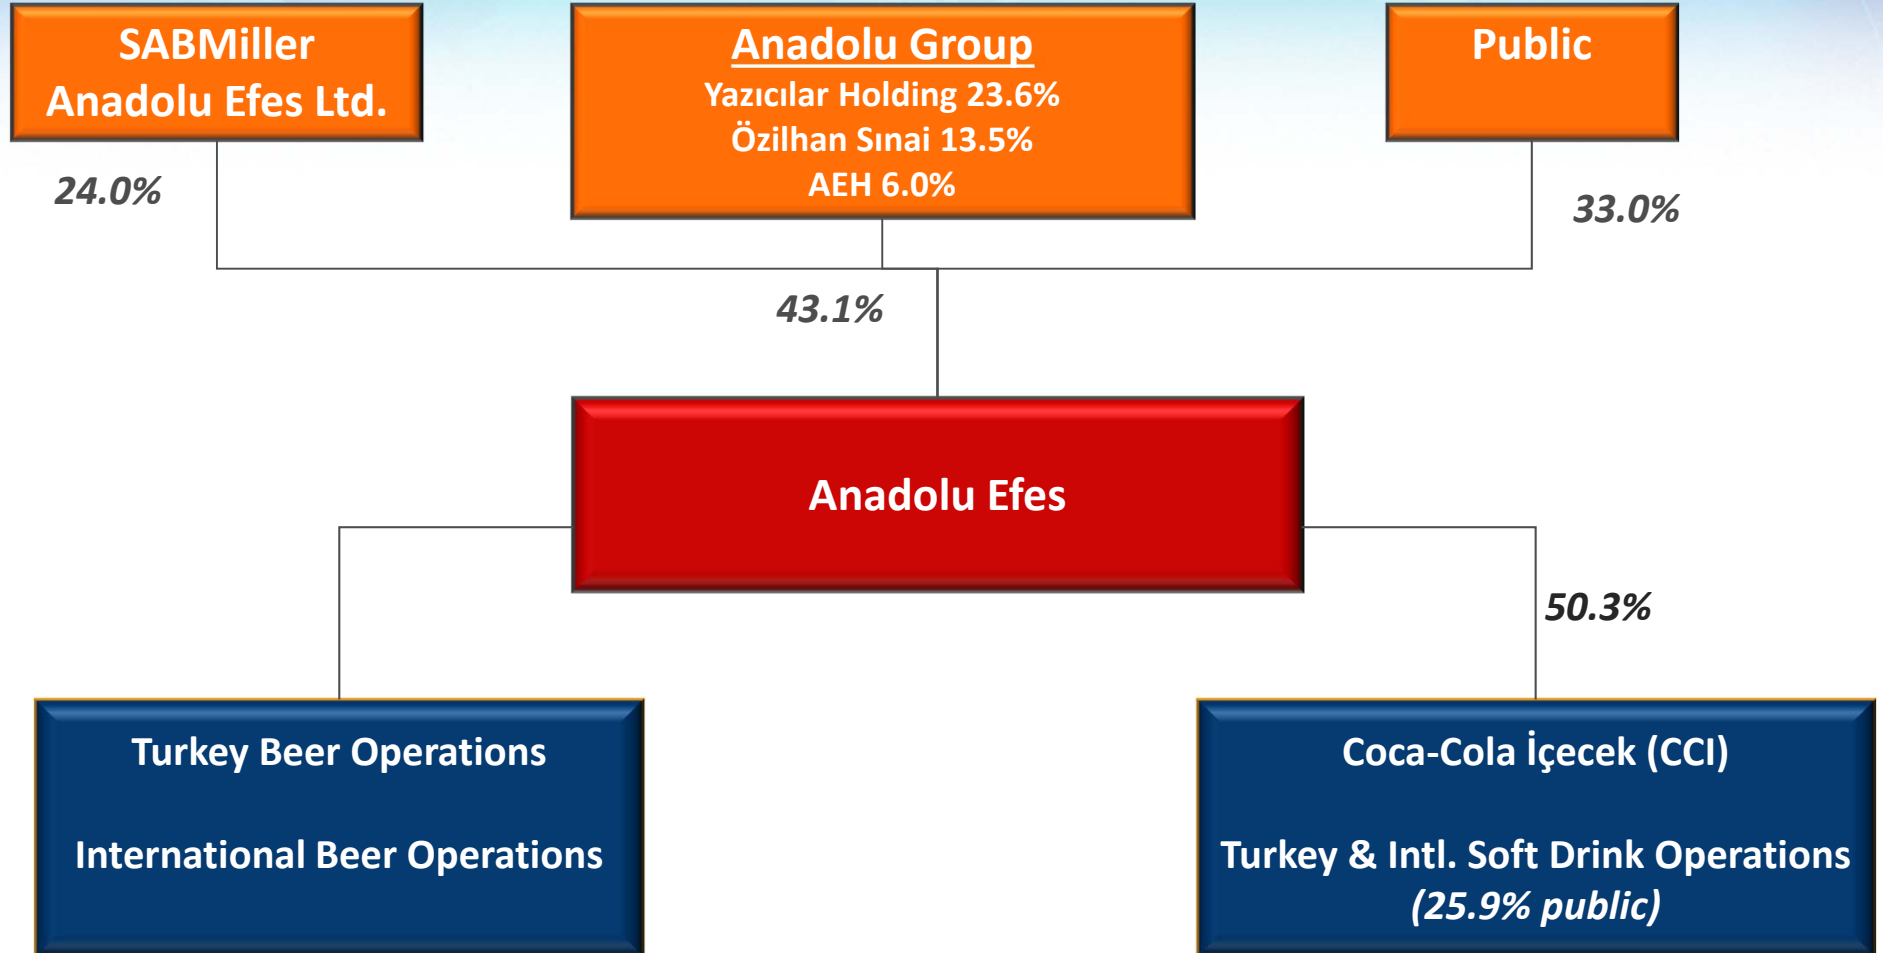 SABMiller
Anadolu Efes Ltd.
Anadolu Group
Yazıcılar Holding 23.6%
Özilhan Sınai 13.5%
AEH 6.0%
Public
24.0%
33.0%
43.1%
Anadolu Efes
50.3%
Turkey Beer Operations
International Beer Operations
Coca-Cola İçecek (CCI)
Turkey & Intl. Soft Drink Operations
(25.9% public)